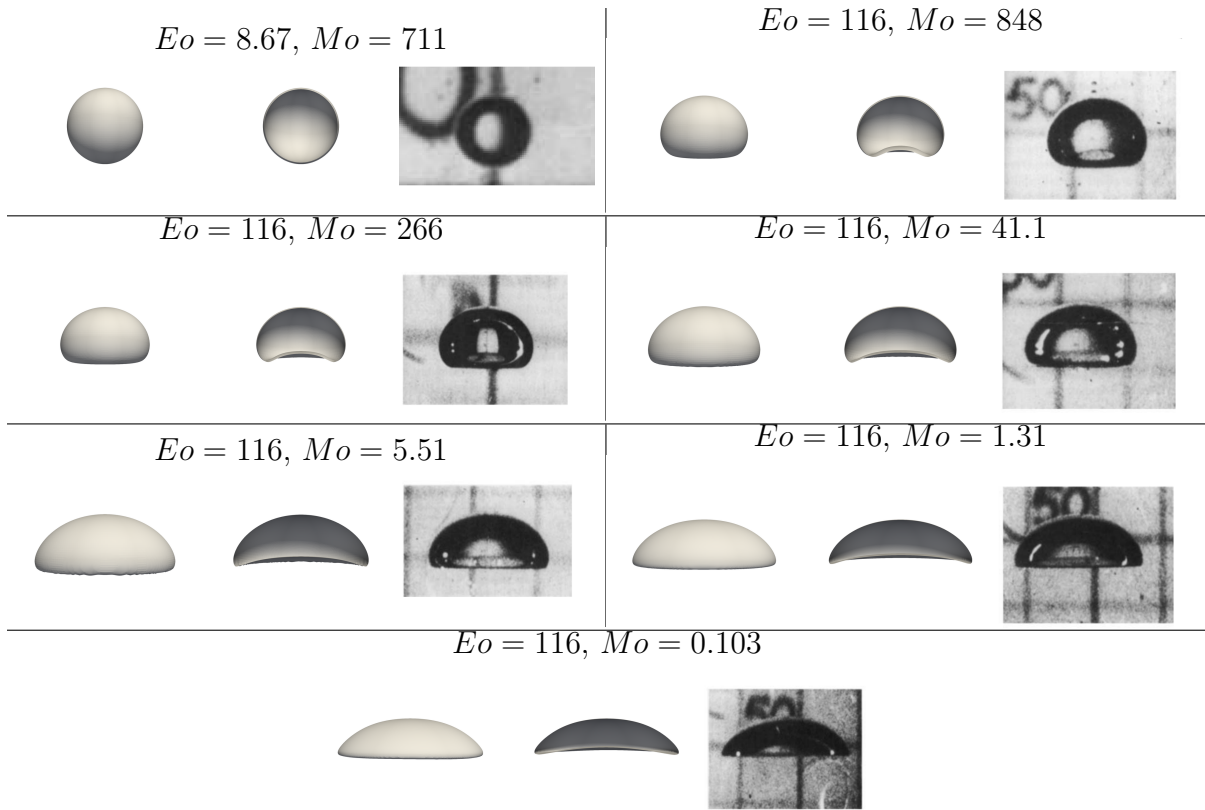 Eo = 8.67, Mo = 711
Eo = 116, Mo = 848
50
Eo = 116, Mo = 266
Eo = 116, Mo = 41.1
Eo = 116, Mo = 5.51
Eo = 116, Mo = 1.31
50
Eo = 116, Mo = 0.103
50